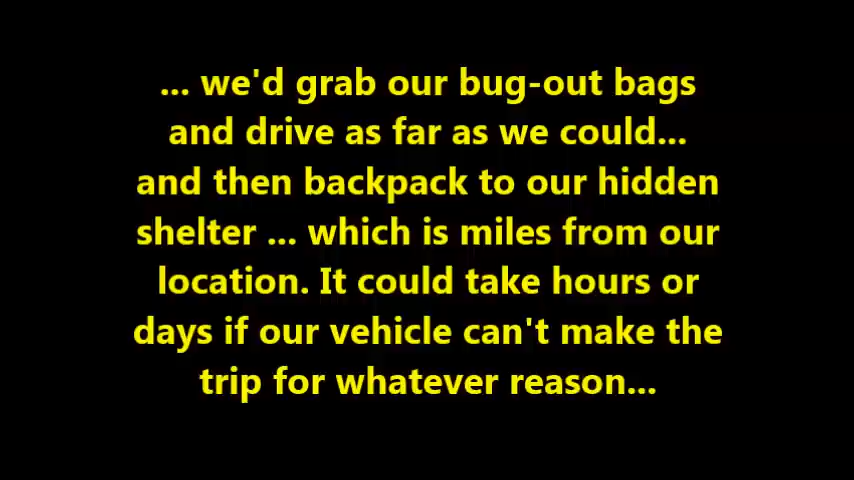 ... we'd grab our bug-out bags
and drive as far as we could...
and then backpack to our hidden
shelter ... which is miles from our
location. It could take hours or
days if our vehicle can't make the
trip for whatever reason...